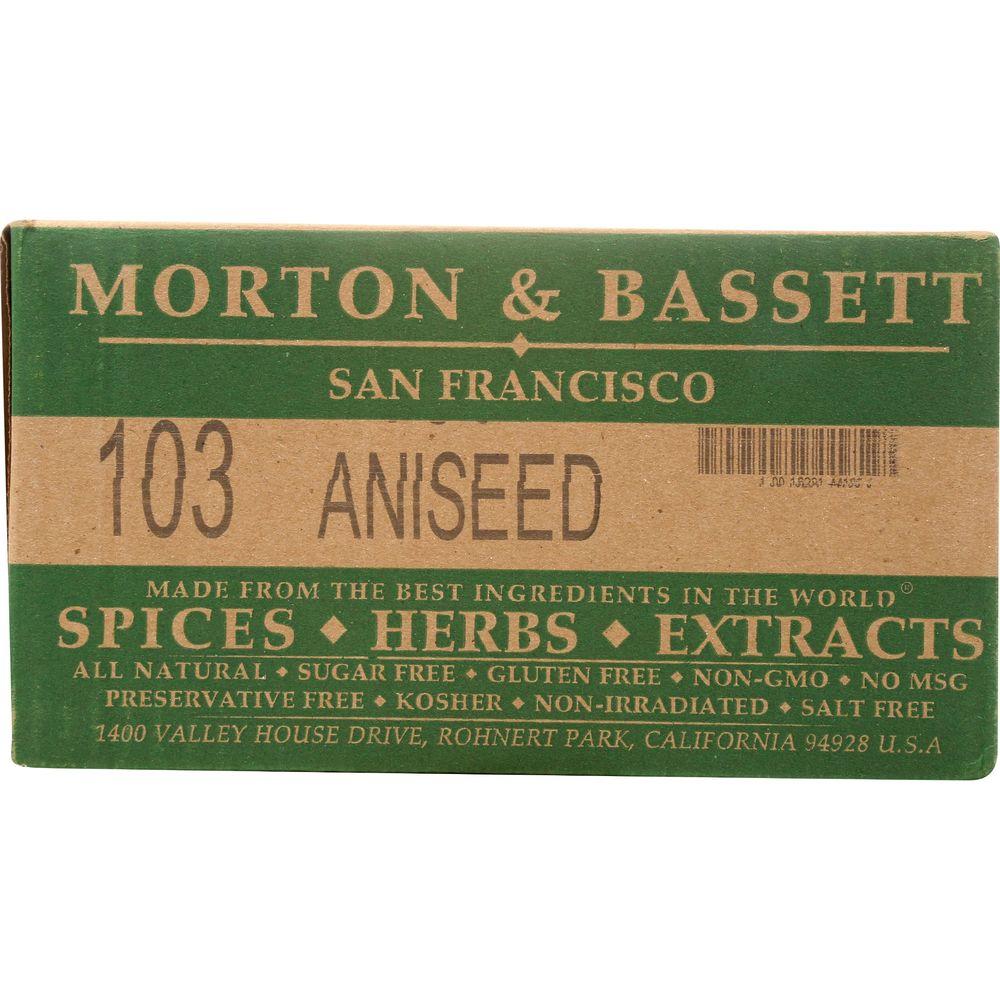 MORTON & BASSETT
SAN FRANCISCO
103 ANISEED
MADE FROM THE BEST INGREDIENTS IN THE WORLD®
SPICES ◆ HERBS ◆ EXTRACTS
ALL NATURAL ◆ SUGAR FREE ◆ GLUTEN FREE ◆ NON-GMO ◆ NO MSG
PRESERVATIVE FREE ◆ KOSHER ◆ NON-IRRADIATED ◆ SALT FREE
1400 VALLEY HOUSE DRIVE, ROHNERT PARK, CALIFORNIA 94928 U.S.A